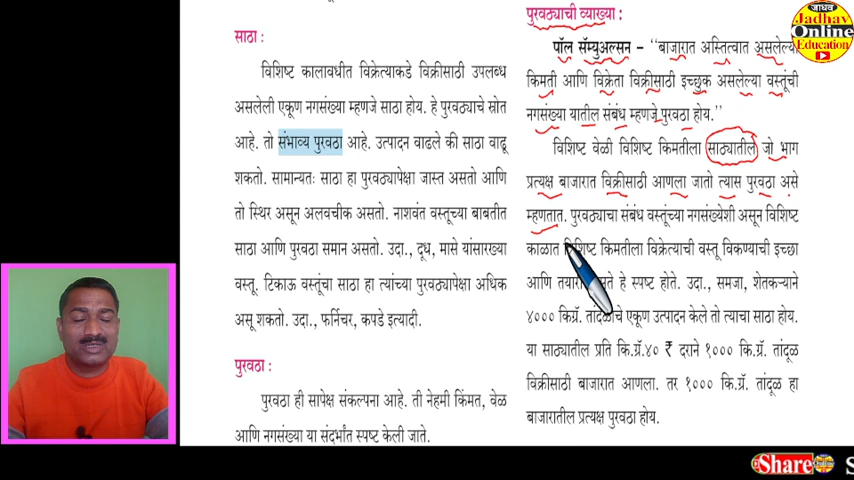 साठा :
विशिष्ट कालावधीत विक्रेत्याकडे विक्रीसाठी उपलब्ध
असलेली एकूण नगसंख्या म्हणजे साठा होय. हे पुरवठ्याचे स्रोत
आहे. तो संभाव्य पुरवठा आहे. उत्पादन वाढले की साठा वाढू
शकतो. सामान्यतः साठा हा पुरवठ्यापेक्षा जास्त असतो आणि
तो स्थिर असून अलवचीक असतो. नाशवंत वस्तूच्या बाबतीत
साठा आणि पुरवठा समान असतो. उदा., दूध, मासे यांसारख्या
वस्तू. टिकाऊ वस्तूंचा साठा हा त्यांच्या पुरवठ्यापेक्षा अधिक
असू शकतो. उदा., फर्निचर, कपडे इत्यादी.
पुरवठा :
पुरवठा ही सापेक्ष संकल्पना आहे. ती नेहमी किंमत, वेळ
आणि नगसंख्या या संदर्भांत स्पष्ट केली जाते.
पुरवठ्याची व्याख्या :
पॉल सॅम्युअल्सन - ‘‘बाजारात अस्तित्वात असलेल्या
किमती आणि विक्रेता विक्रीसाठी इच्छुक असलेल्या वस्तूंची
नगसंख्या यातील संबंध म्हणजे पुरवठा होय.’’
विशिष्ट वेळी विशिष्ट किमतीला साठ्यातील जो भाग
प्रत्यक्ष बाजारात विक्रीसाठी आणला जातो त्यास पुरवठा असे
म्हणतात. पुरवठ्याचा संबंध वस्तूंच्या नगसंख्येशी असून विशिष्ट
काळात विशिष्ट किमतीला विक्रेत्याची वस्तू विकण्याची इच्छा
आणि हे स्पष्ट होते. उदा., समजा, शेतकऱ्याने
४००० कि.ग्रॅ. तांदळाचे एकूण उत्पादन केले तो त्याचा साठा होय.
या साठ्यातील प्रति कि.ग्रॅ.४० ₹ दराने १००० कि.ग्रॅ. तांदूळ
विक्रीसाठी बाजारात आणला. तर १००० कि.ग्रॅ. तांदूळ हा
बाजारातील प्रत्यक्ष पुरवठा होय.
जाधव
Jadhav
Online
Education
Share
S